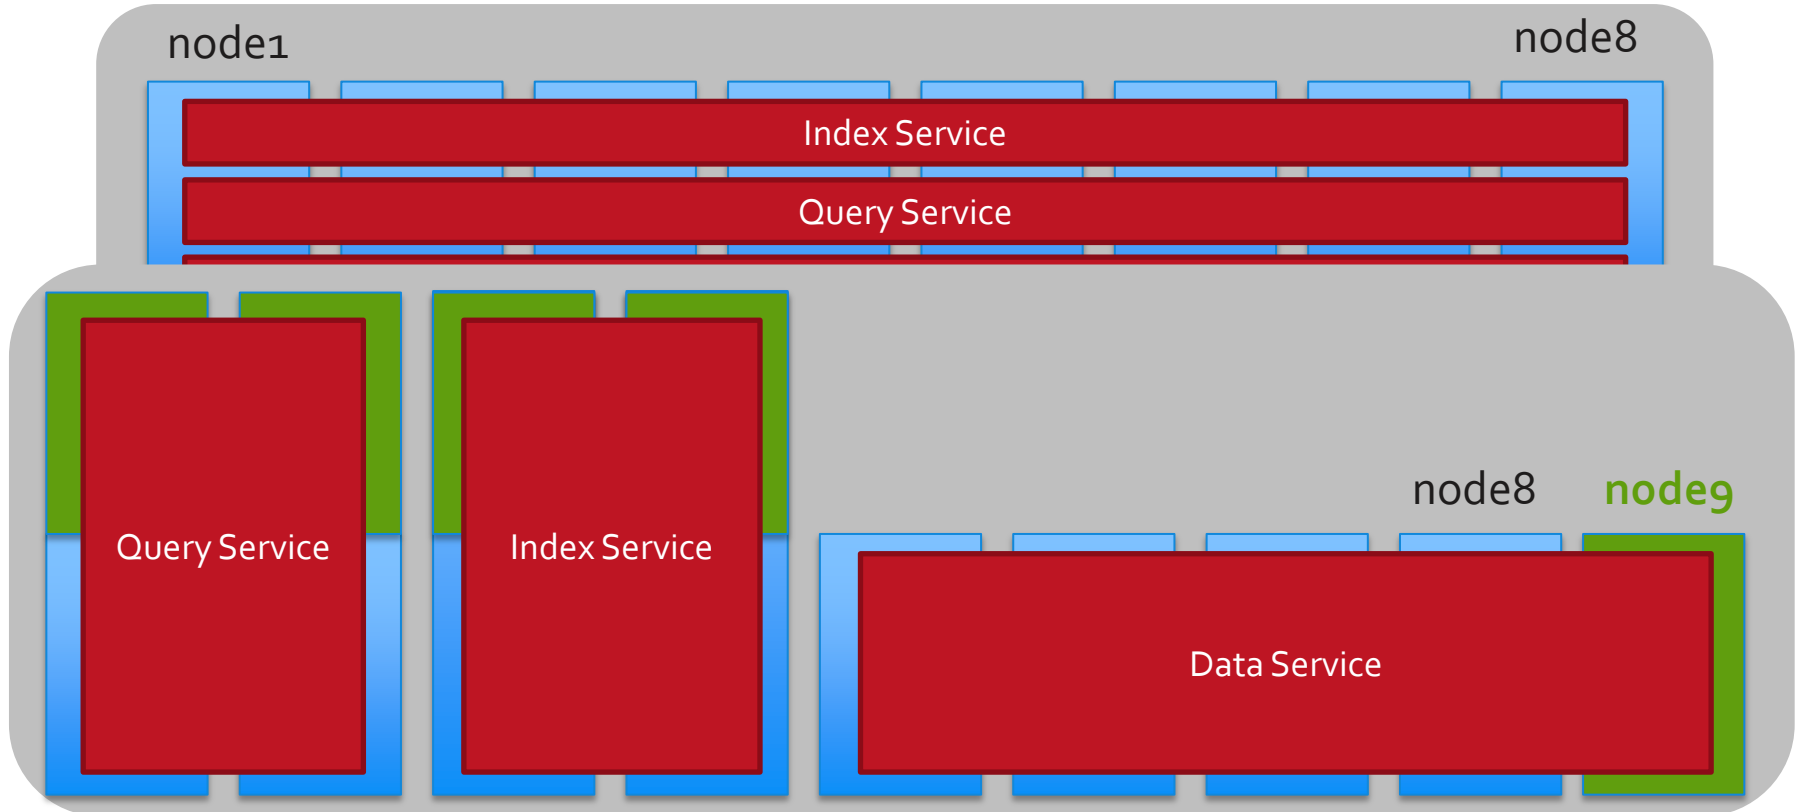 node1
node8
Index Service
Query Service
node8
node9
Query Service
Index Service
Data Service